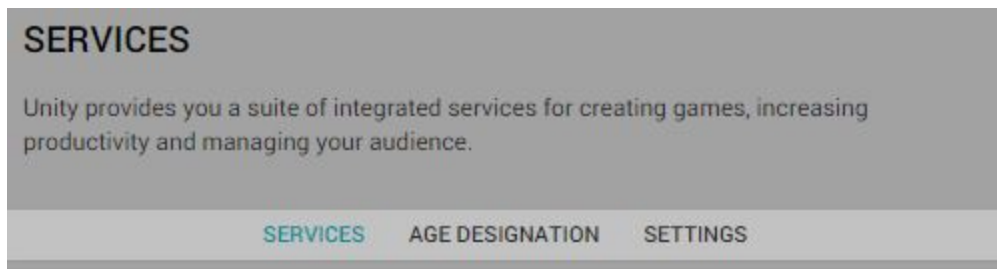 SERVICES
Unity provides you a suite of integrated services for creating games, increasing
productivity and managing your audience.
SERVICES AGE DESIGNATION SETTINGS